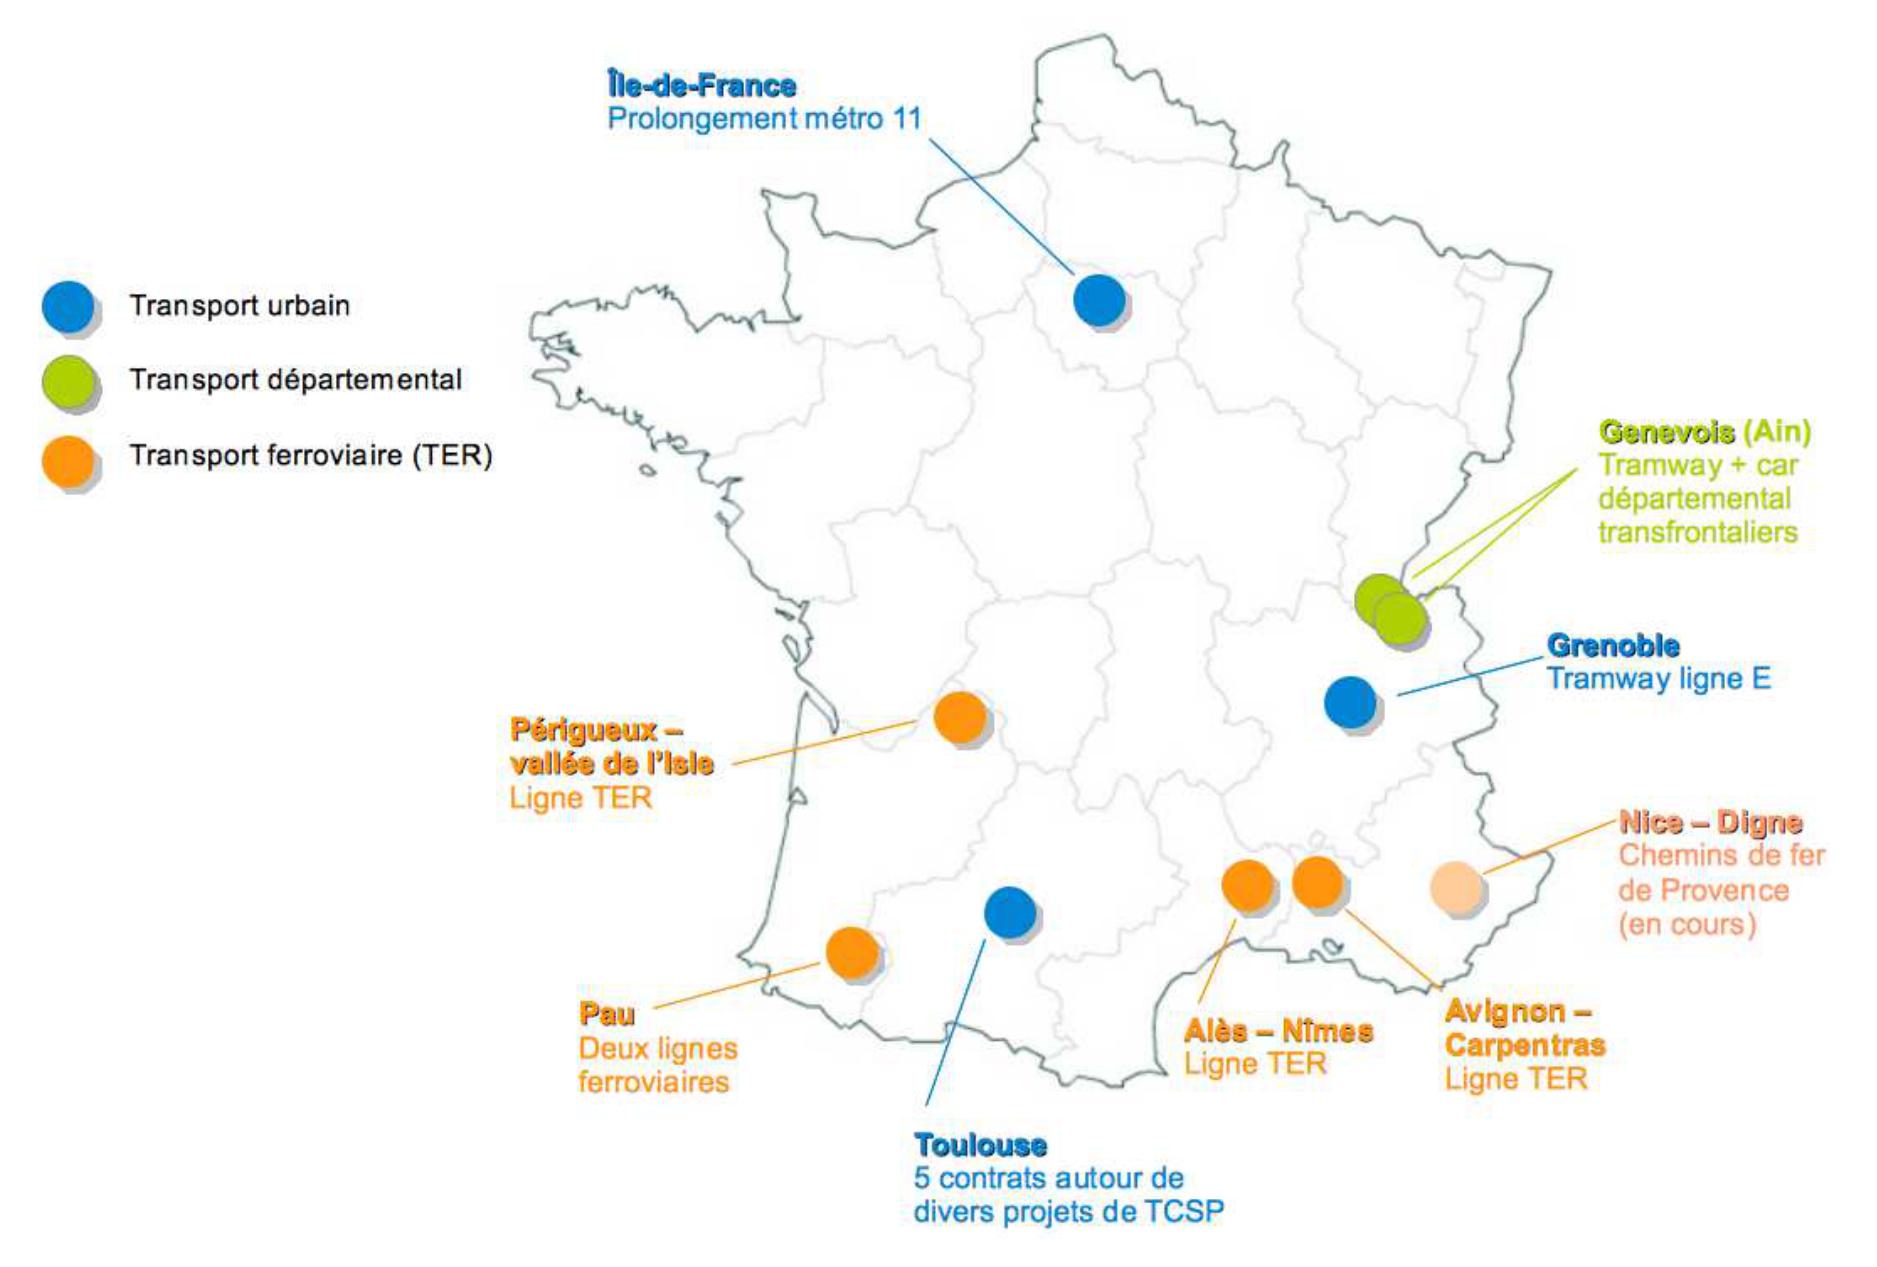 Île-de-France
Prolongement métro 11
Transport urbain
Transport départemental
Transport ferroviaire (TER)
Genevois (Ain)
Tramway + car
départemental
transfrontaliers
Grenoble
Tramway ligne E
Périgueux –
vallée de l'Isle
Ligne TER
Nice – Digne
Chemins de fer
de Provence
(en cours)
Pau
Deux lignes
ferroviaires
Alès – Nîmes
Ligne TER
Avignon –
Carpentras
Ligne TER
Toulouse
5 contrats autour de
divers projets de TCSP